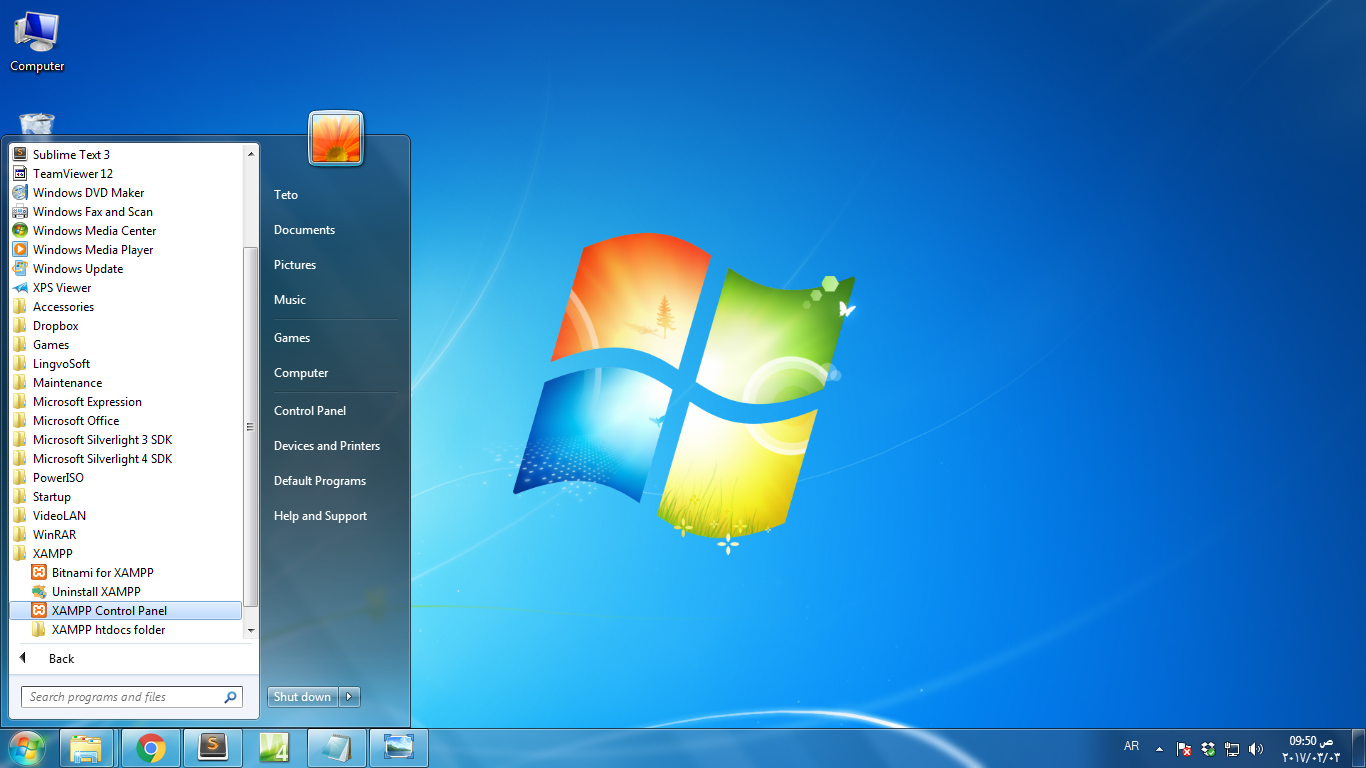 Computer
Sublime Text 3
TeamViewer 12
Windows DVD Maker
Windows Fax and Scan
Windows Media Center
Windows Media Player
Windows Update
XPS Viewer
Accessories
Dropbox
Games
LingvoSoft
Maintenance
Microsoft Expression
Microsoft Office
Microsoft Silverlight 3 SDK
Microsoft Silverlight 4 SDK
PowerISO
Startup
VideoLAN
WinRAR
XAMPP
Bitnami for XAMPP
Uninstall XAMPP
XAMPP Control Panel
XAMPP htdocs folder
Back
Search programs and files
Teto
Documents
Pictures
Music
Games
Computer
Control Panel
Devices and Printers
Default Programs
Help and Support
Shut down
S
4
AR
09:50 ص
٢٠١٧/٠٣/٠٣